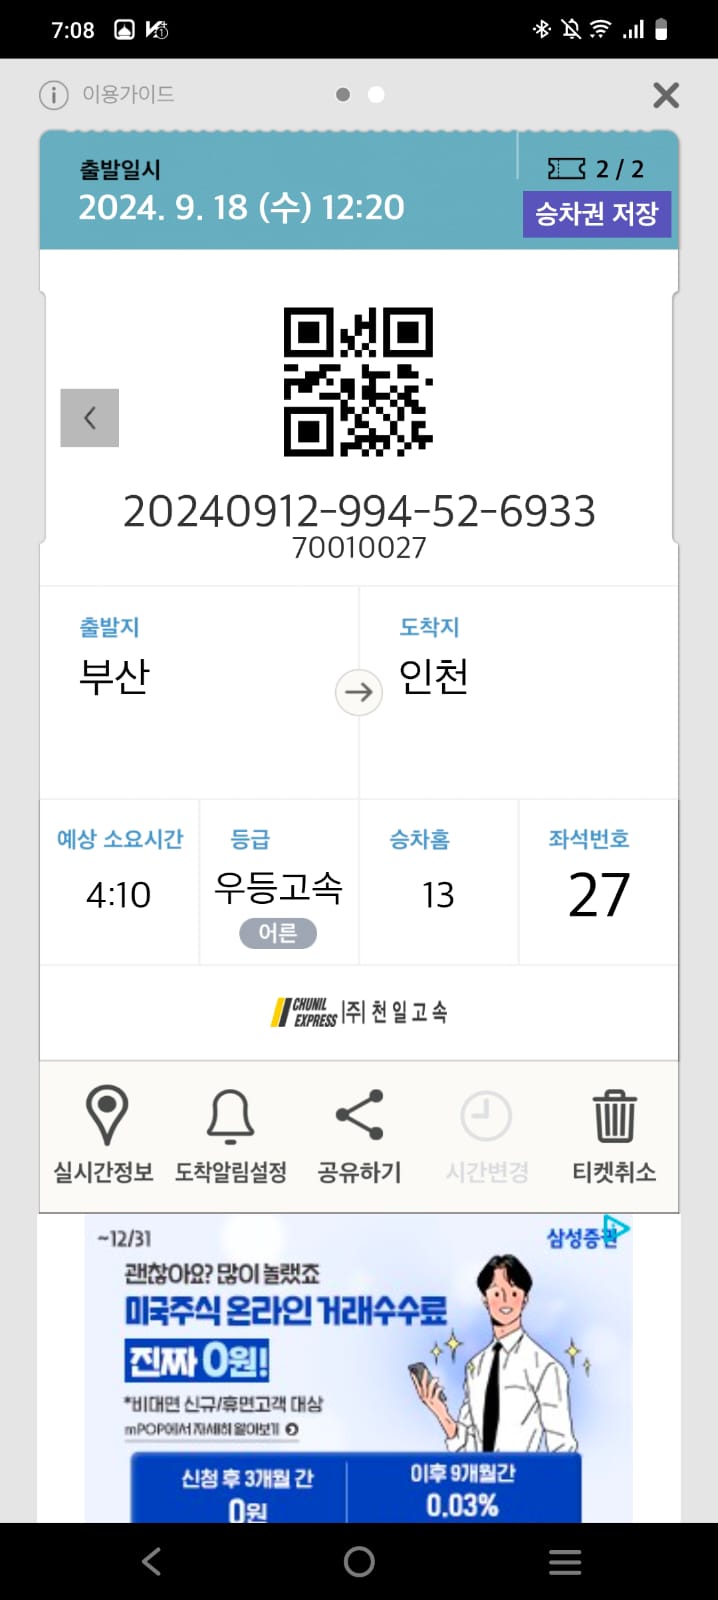 7:08
이용가이드
출발일시
2 / 2
2024. 9. 18 (수) 12:20
승차권 저장
20240912-994-52-6933
70010027
출발지
도착지
부산
인천
예상 소요시간
등급
승차홈
좌석번호
4:10
우등고속
13
27
어른
CHUNIL EXPRESS (주)천일고속
실시간정보
도착알림설정
공유하기
시간변경
티켓취소
~12/31
삼성증권
괜찮아요? 많이 놀랬죠
미국주식 온라인 거래수수료
진짜 0원!
*비대면 신규/휴면고객 대상
mPOP에서 자세히 알아보기
신청 후 3개월 간
이후 9개월간
0원
0.03%